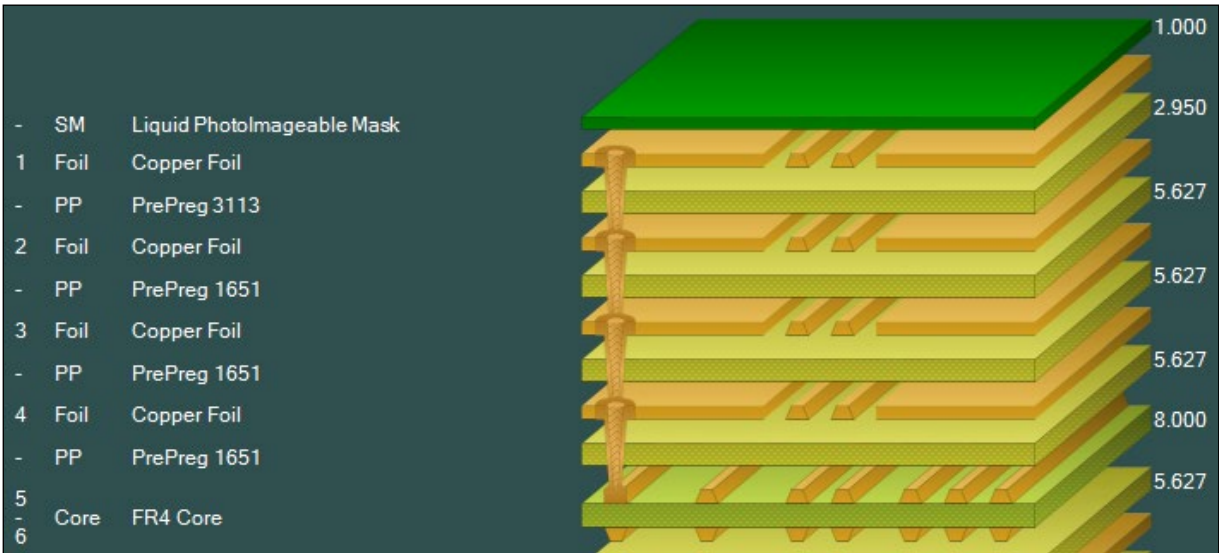 1.000
2.950
- SM Liquid PhotoImageable Mask
1 Foil Copper Foil
5.627
- PP PrePreg 3113
2 Foil Copper Foil
5.627
- PP PrePreg 1651
3 Foil Copper Foil
5.627
- PP PrePreg 1651
4 Foil Copper Foil
8.000
- PP PrePreg 1651
5.627
5
- Core FR4 Core
6